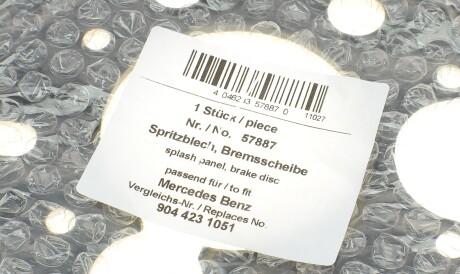 4 046213 57887 0 11027
1 Stück / piece
Nr. / No. 57887
Spritzblech, Bremsscheibe
splash panel, brake disc
passend für / to fit
Mercedes Benz
Vergleichs-Nr. / Replaces No.
904 423 1051